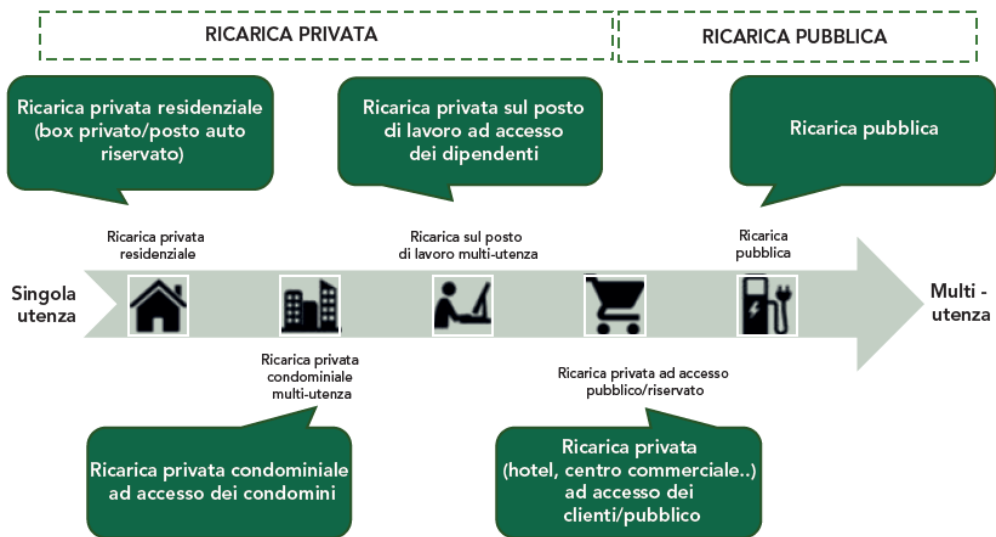 RICARICA PRIVATA
RICARICA PUBBLICA
Ricarica privata residenziale
(box privato/posto auto
riservato)
Ricarica privata sul posto
di lavoro ad accesso
dei dipendenti
Ricarica pubblica
Ricarica privata
residenziale
Ricarica sul posto
di lavoro multi-utenza
Ricarica
pubblica
Singola
utenza
Multi -
utenza
Ricarica privata
condominiale
multi-utenza
Ricarica privata ad accesso
pubblico/riservato
Ricarica privata condominiale
ad accesso dei condomini
Ricarica privata
(hotel, centro commerciale..)
ad accesso dei
clienti/pubblico